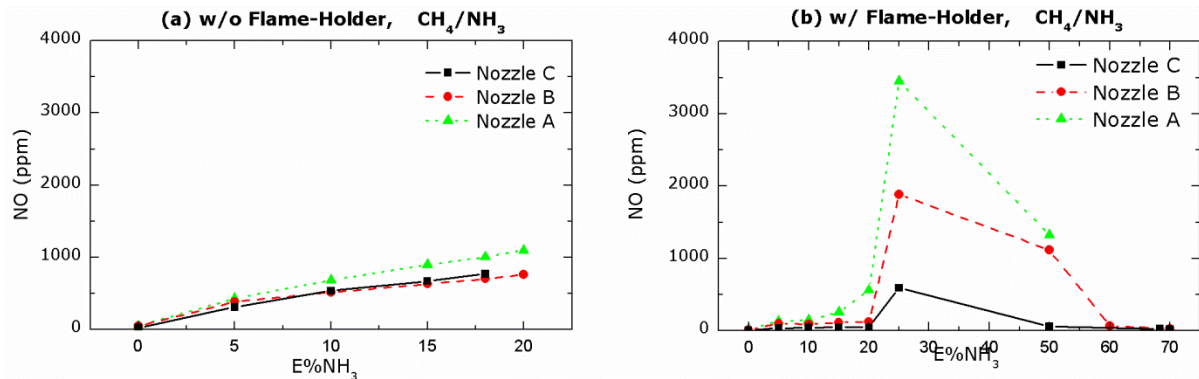 (a) w/o Flame-Holder, CH₄/NH₃
4000
3000
2000
1000
0
NO (ppm)
Nozzle C
Nozzle B
Nozzle A
0 5 10 15 20
E%NH₃
(b) w/ Flame-Holder, CH₄/NH₃
4000
3000
2000
1000
0
NO (ppm)
Nozzle C
Nozzle B
Nozzle A
0 10 20 30 40 50 60 70
E%NH₃